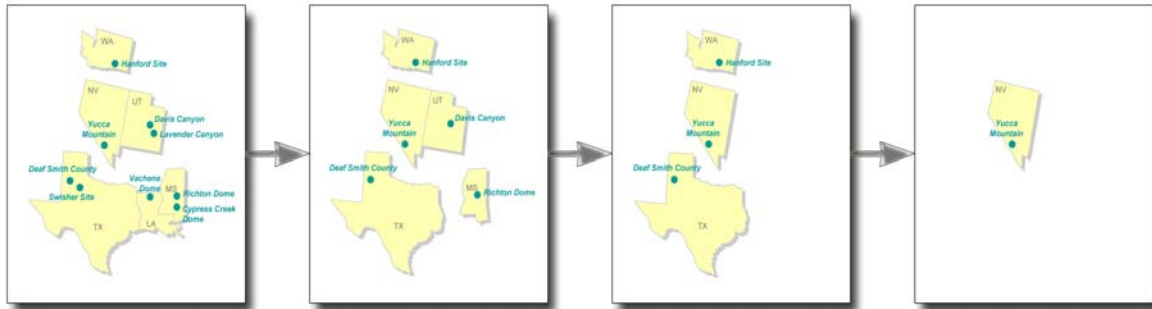 WA
Hanford Site
NV
UT
Davis Canyon
Lavender Canyon
Yucca
Mountain
Deaf Smith County
Swisher Site
Vachene
Dome
MS
Richton Dome
Cypress Creek
Dome
TX
LA
WA
Hanford Site
NV
UT
Davis Canyon
Yucca
Mountain
Deaf Smith County
MS
Richton Dome
TX
WA
Hanford Site
NV
Yucca
Mountain
Deaf Smith County
TX
NV
Yucca
Mountain